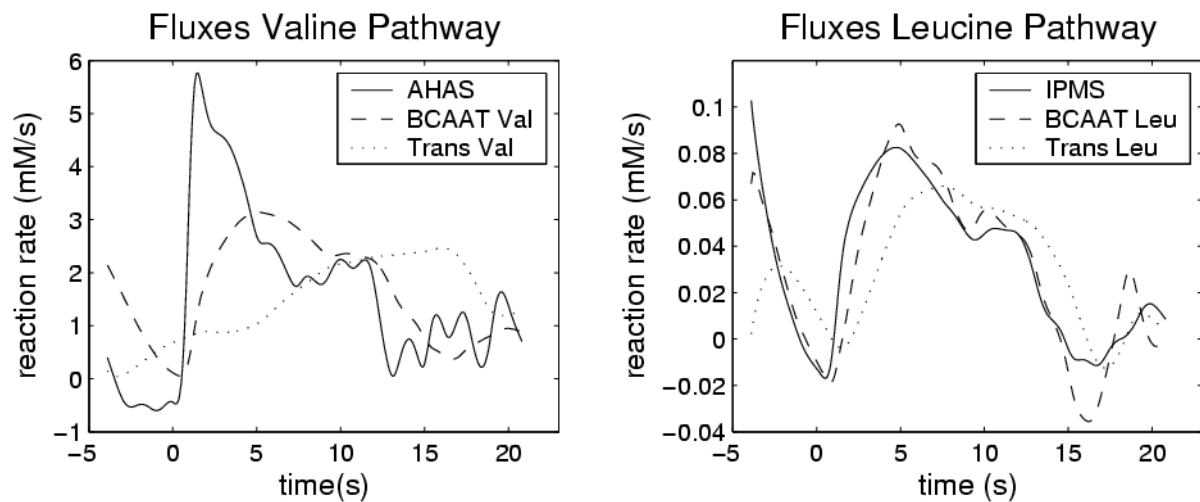 Fluxes Valine Pathway
reaction rate (mM/s)
6
5
4
3
2
1
0
−1
AHAS
BCAAT Val
Trans Val
−5 0 5 10 15 20
time(s)
Fluxes Leucine Pathway
reaction rate (mM/s)
0.1
0.08
0.06
0.04
0.02
0
−0.02
−0.04
IPMS
BCAAT Leu
Trans Leu
−5 0 5 10 15 20
time (s)